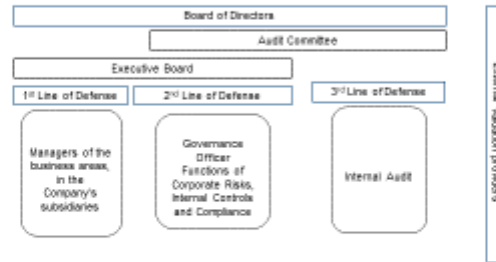 Board of Directors
Audit Committee
Executive Board
1st Line of Defense
2nd Line of Defense
3rd Line of Defense
Managers of the
business areas,
in the
Company's
subsidiaries
Governance
Officer
Functions of
Corporate Risks,
Internal Controls
and Compliance
Internal Audit